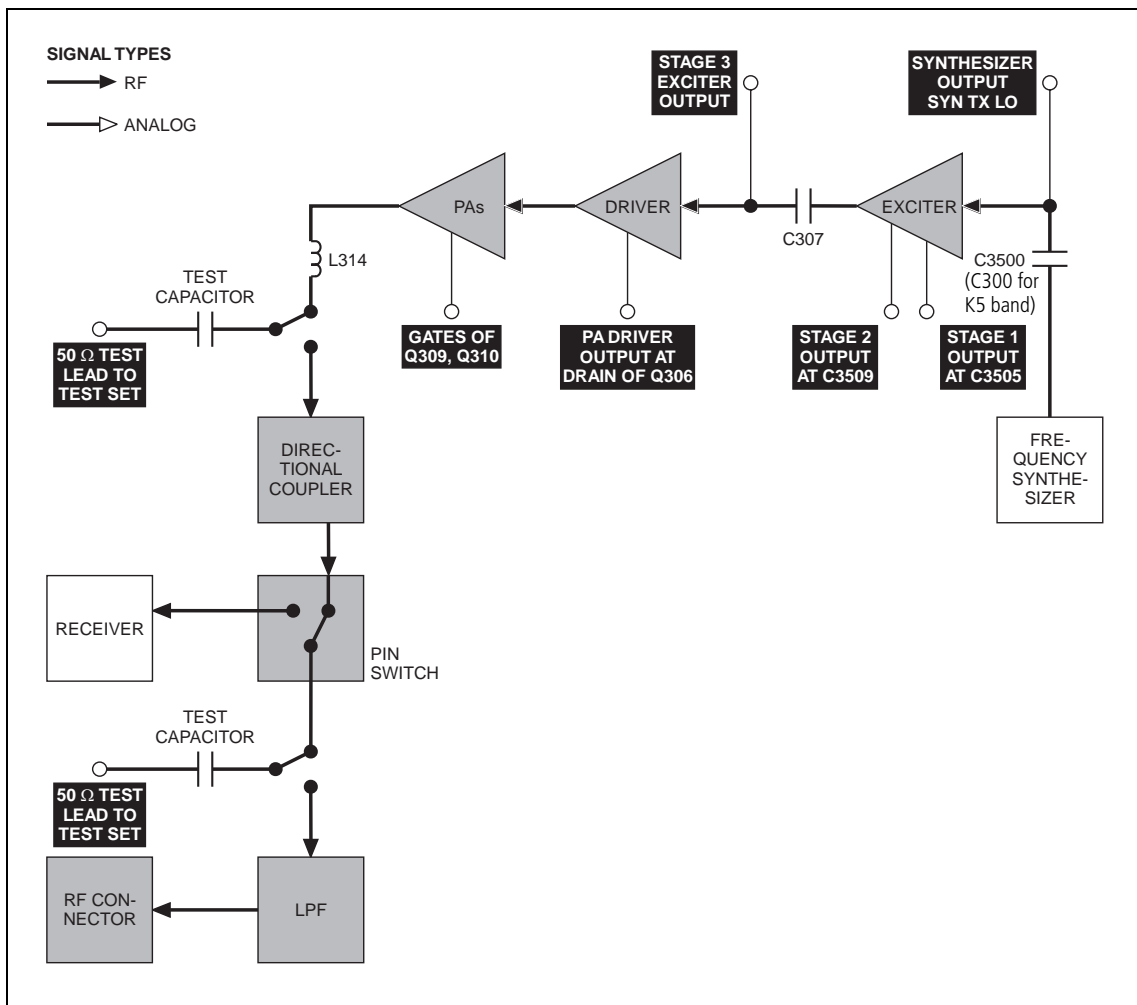 SIGNAL TYPES
RF
ANALOG
STAGE 3
EXCITER
OUTPUT
SYNTHESIZER
OUTPUT
SYN TX LO
PAs
DRIVER
EXCITER
C307
C3500
(C300 for
K5 band)
L314
TEST
CAPACITOR
50 Ω TEST
LEAD TO
TEST SET
GATES OF
Q309, Q310
PA DRIVER
OUTPUT AT
DRAIN OF Q306
STAGE 2
OUTPUT
AT C3509
STAGE 1
OUTPUT
AT C3505
DIREC-
TIONAL
COUPLER
FRE-
QUENCY
SYNTHE-
SIZER
RECEIVER
PIN
SWITCH
TEST
CAPACITOR
50 Ω TEST
LEAD TO
TEST SET
RF CON-
NECTOR
LPF